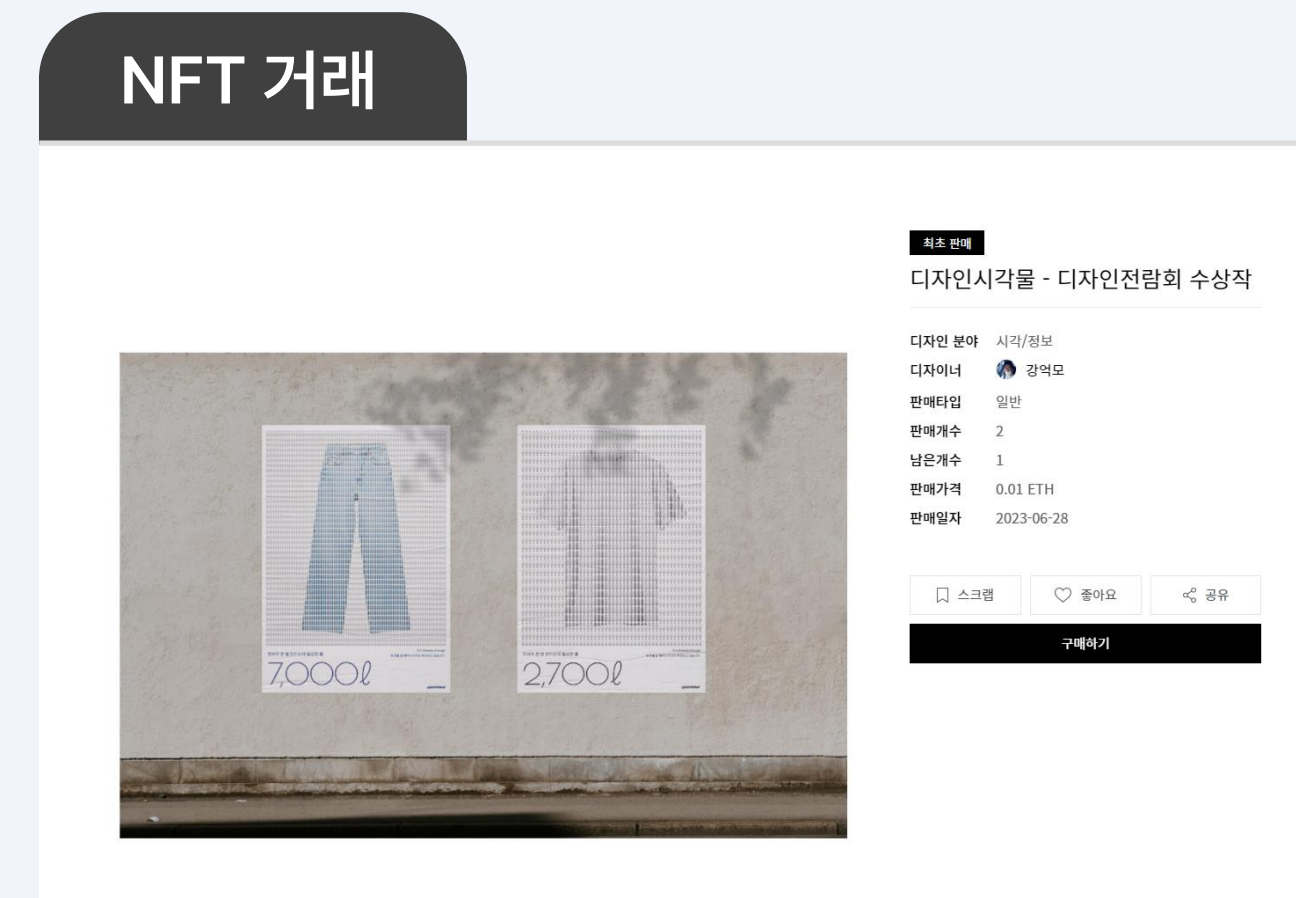 NFT 거래
최초 판매
디자인시각물 - 디자인전람회 수상작
디자인 분야 시각/정보
디자이너 강억모
판매타입 일반
판매개수 2
남은개수 1
판매가격 0.01 ETH
판매일자 2023-06-28
스크랩 좋아요 공유
구매하기
7,000ℓ
2,700ℓ